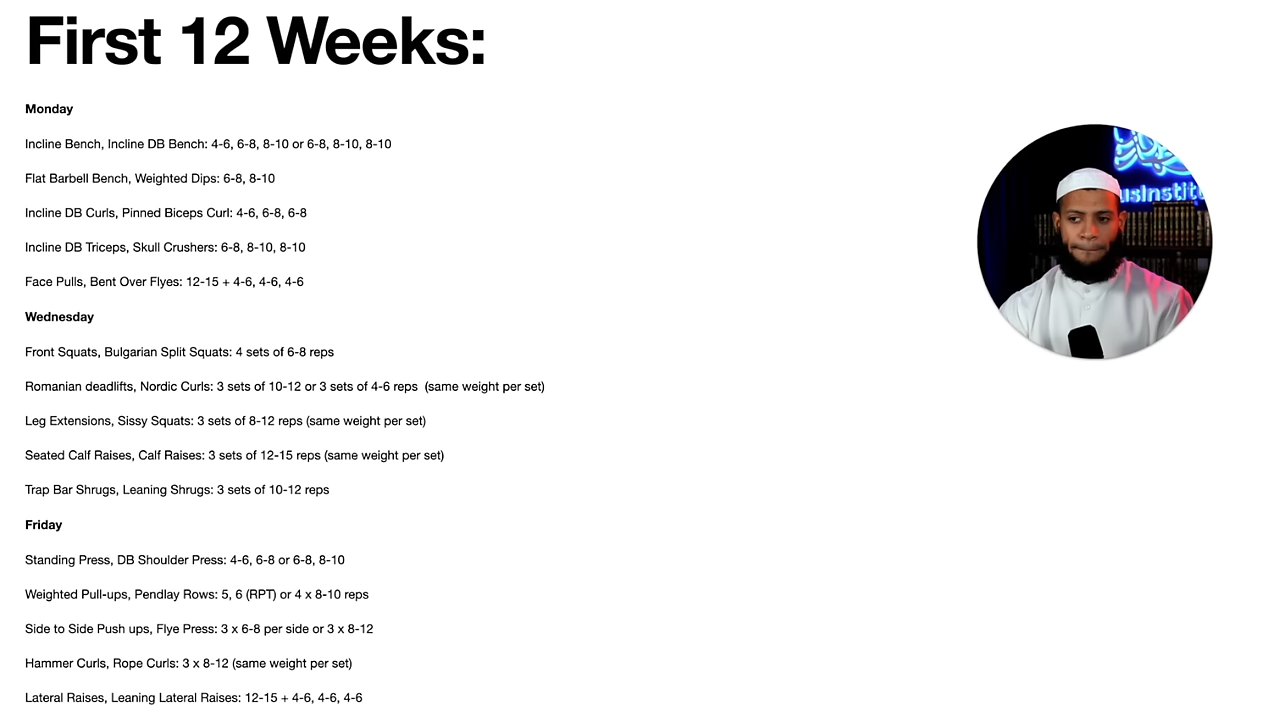 First 12 Weeks:
Monday
Incline Bench, Incline DB Bench: 4-6, 6-8, 8-10 or 6-8, 8-10, 8-10
Flat Barbell Bench, Weighted Dips: 6-8, 8-10
Incline DB Curls, Pinned Biceps Curl: 4-6, 6-8, 6-8
Incline DB Triceps, Skull Crushers: 6-8, 8-10, 8-10
Face Pulls, Bent Over Flyes: 12-15 + 4-6, 4-6, 4-6
Wednesday
Front Squats, Bulgarian Split Squats: 4 sets of 6-8 reps
Romanian deadlifts, Nordic Curls: 3 sets of 10-12 or 3 sets of 4-6 reps  (same weight per set)
Leg Extensions, Sissy Squats: 3 sets of 8-12 reps (same weight per set)
Seated Calf Raises, Calf Raises: 3 sets of 12-15 reps (same weight per set)
Trap Bar Shrugs, Leaning Shrugs: 3 sets of 10-12 reps
Friday
Standing Press, DB Shoulder Press: 4-6, 6-8 or 6-8, 8-10
Weighted Pull-ups, Pendlay Rows: 5, 6 (RPT) or 4 x 8-10 reps
Side to Side Push ups, Flye Press: 3 x 6-8 per side or 3 x 8-12
Hammer Curls, Rope Curls: 3 x 8-12 (same weight per set)
Lateral Raises, Leaning Lateral Raises: 12-15 + 4-6, 4-6, 4-6
usInstit